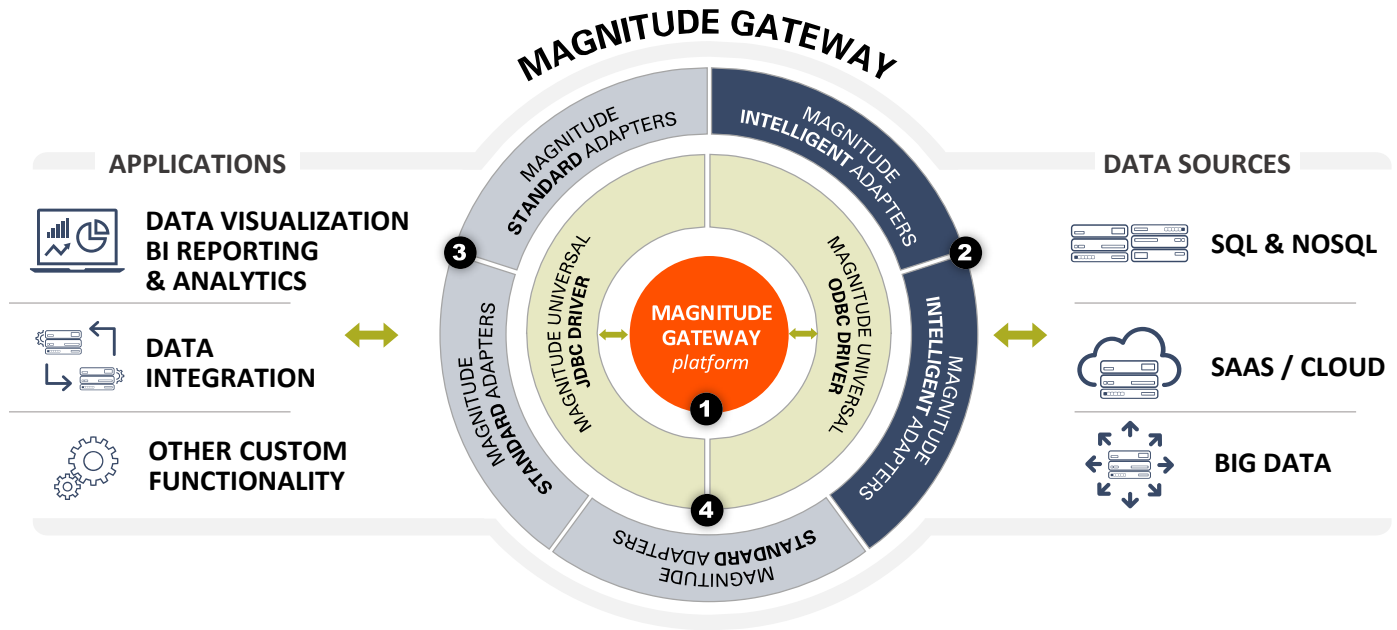 MAGNITUDE GATEWAY
APPLICATIONS
DATA VISUALIZATION
BI REPORTING
& ANALYTICS
DATA
INTEGRATION
OTHER CUSTOM
FUNCTIONALITY
MAGNITUDE
STANDARD ADAPTERS
MAGNITUDE
INTELLIGENT ADAPTERS
3
2
MAGNITUDE
STANDARD ADAPTERS
MAGNITUDE UNIVERSAL
JDBC DRIVER
MAGNITUDE
GATEWAY
platform
1
MAGNITUDE UNIVERSAL
ODBC DRIVER
MAGNITUDE
INTELLIGENT ADAPTERS
4
MAGNITUDE
STANDARD ADAPTERS
DATA SOURCES
SQL & NOSQL
SAAS / CLOUD
BIG DATA